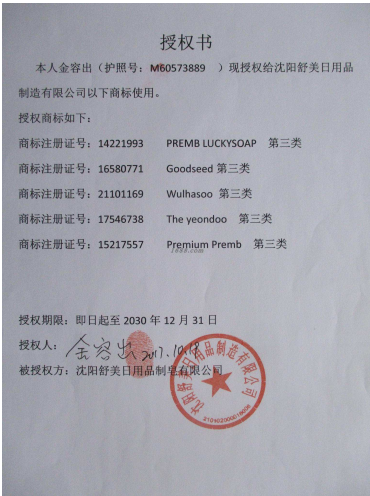 授权书
本人金容出（护照号：M60573889 ）现授权给沈阳舒美日用品
制造有限公司以下商标使用。
授权商标如下：
商标注册证号：14221993 PREMB LUCKYSOAP 第三类
商标注册证号：16580771 Goodseed 第三类
商标注册证号：21101169 Wulhasoo 第三类
商标注册证号：17546738 The yeondoo 第三类
商标注册证号：15217557 Premium Premb 第三类
1688.com
授权期限：即日起至 2030 年 12 月 31 日
授权人：金容出 2017.10.18
被授权方：沈阳舒美日用品制皂有限公司
沈阳舒美日用品制造有限公司